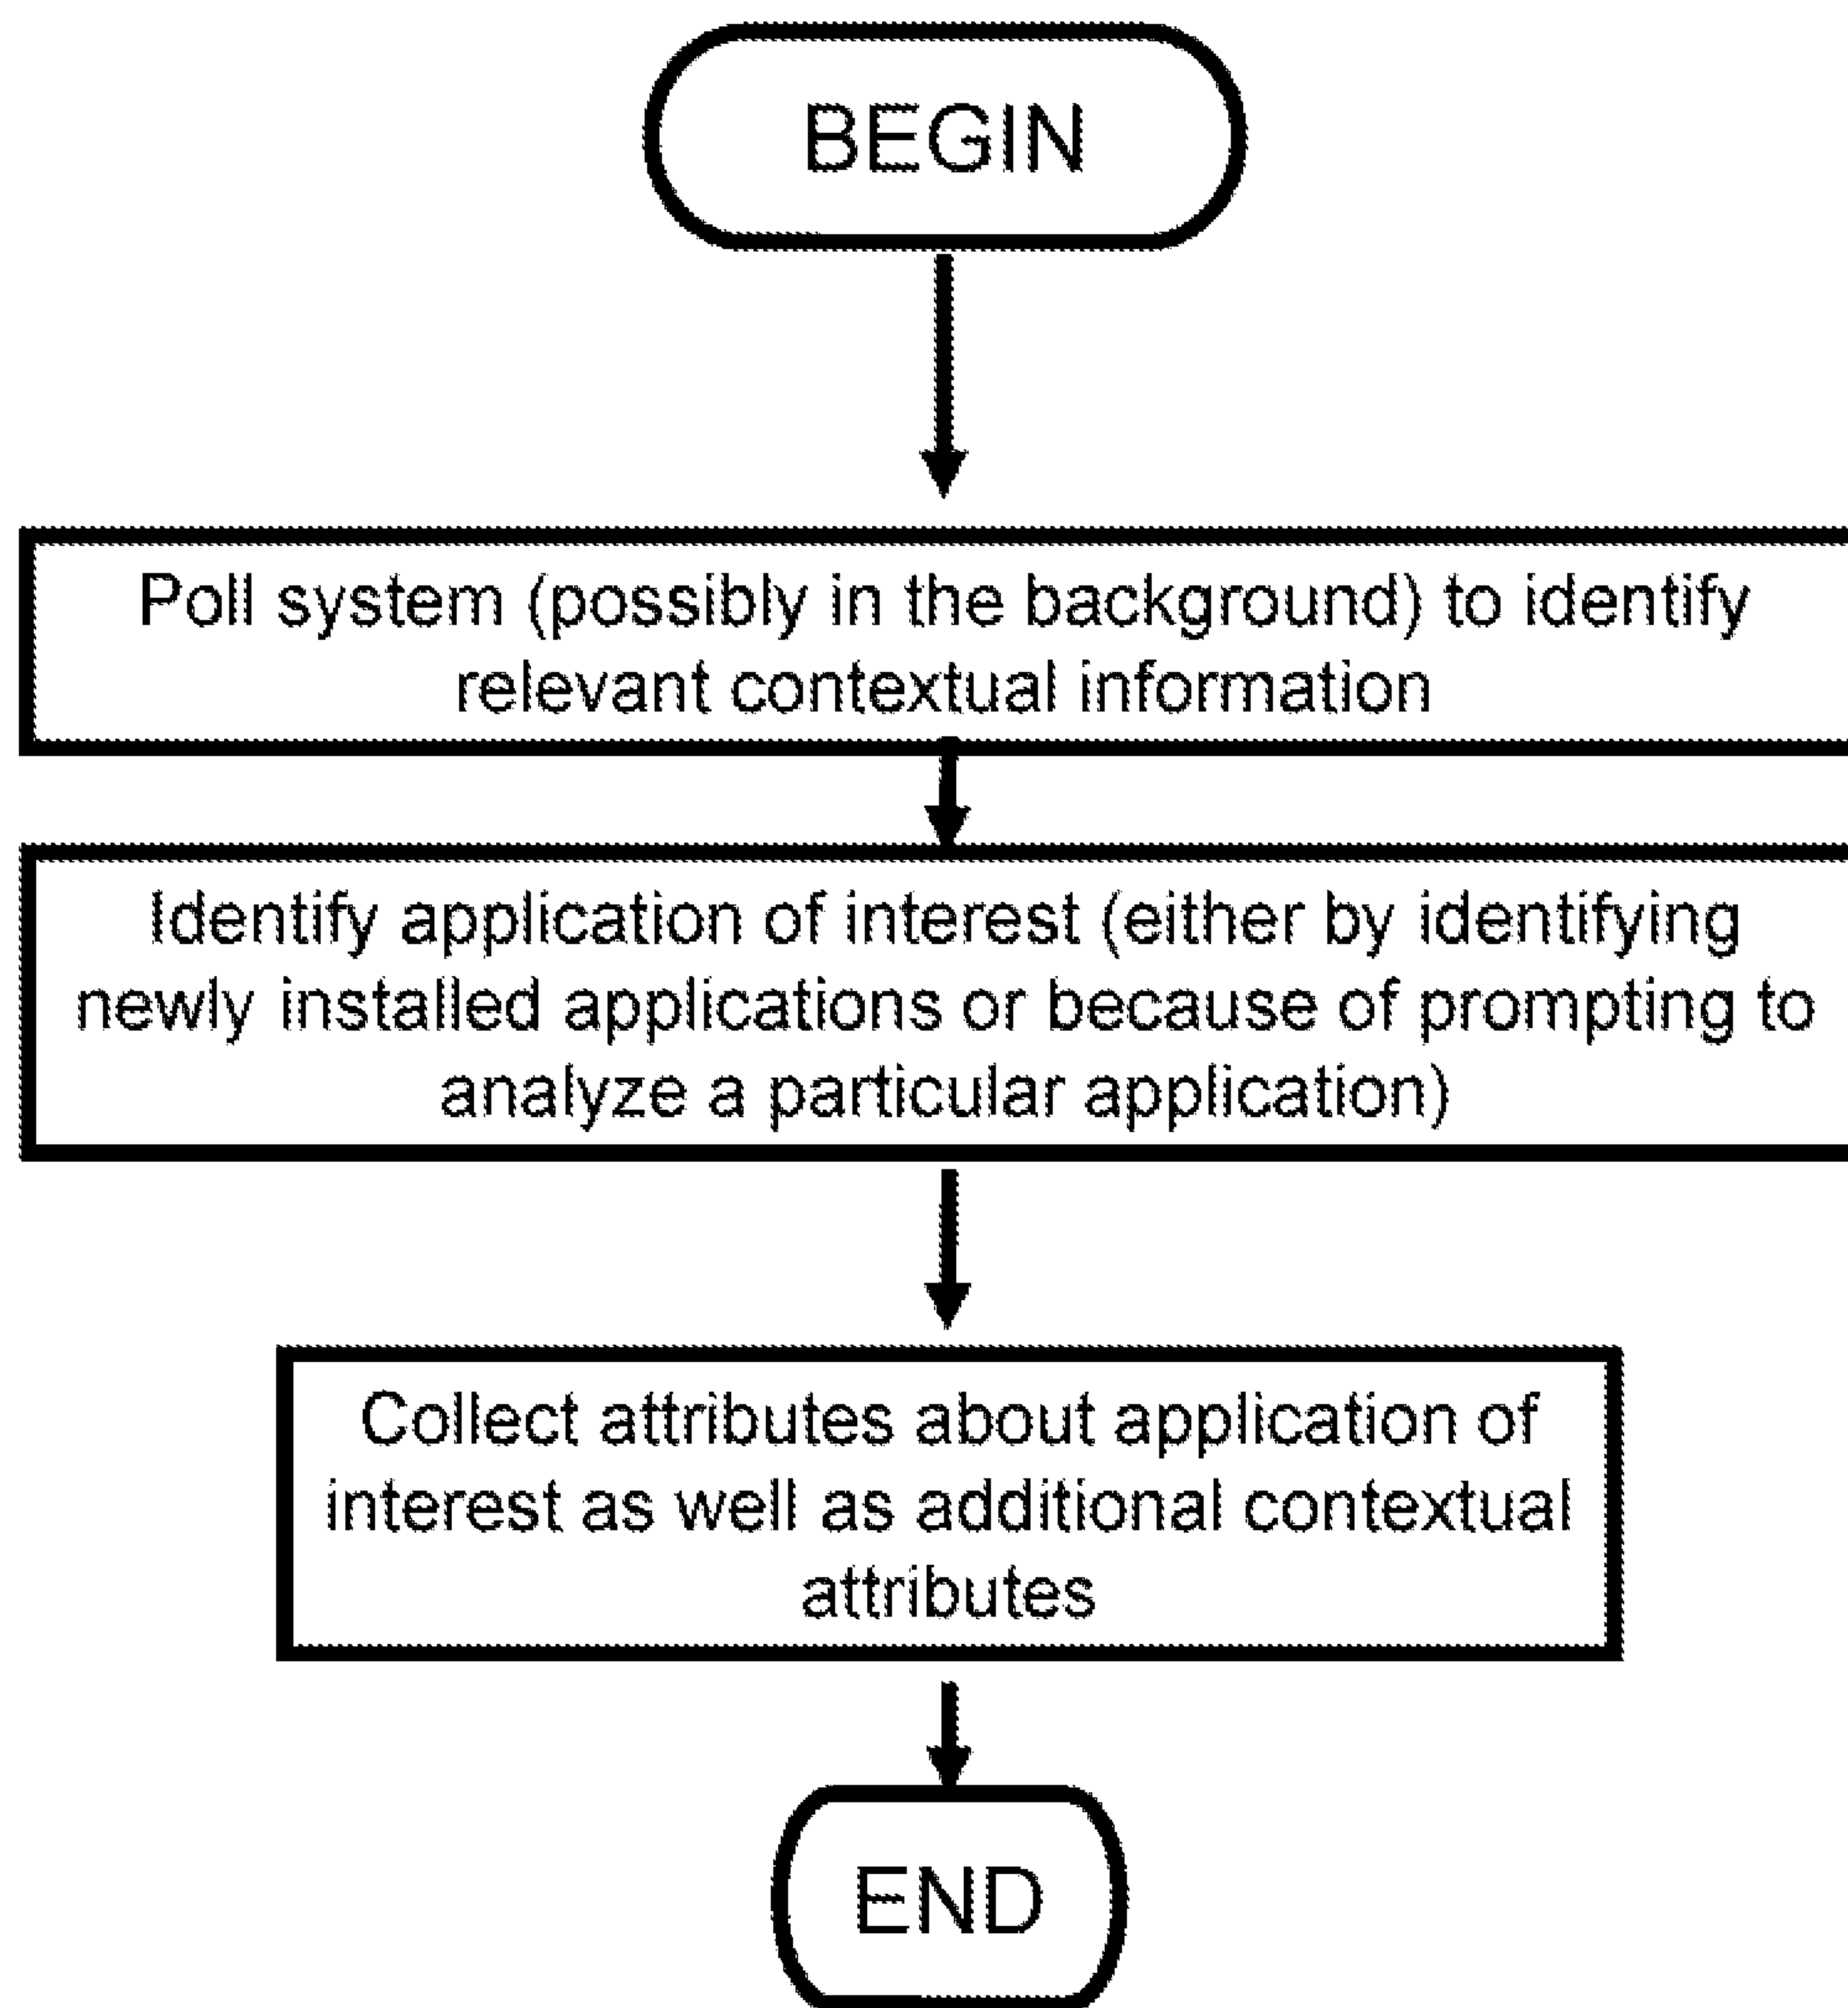 BEGIN
Poll system (possibly in the background) to identify
relevant contextual information
Identify application of interest (either by identifying
newly installed applications or because of prompting to
analyze a particular application)
Collect attributes about application of
interest as well as additional contextual
attributes
END